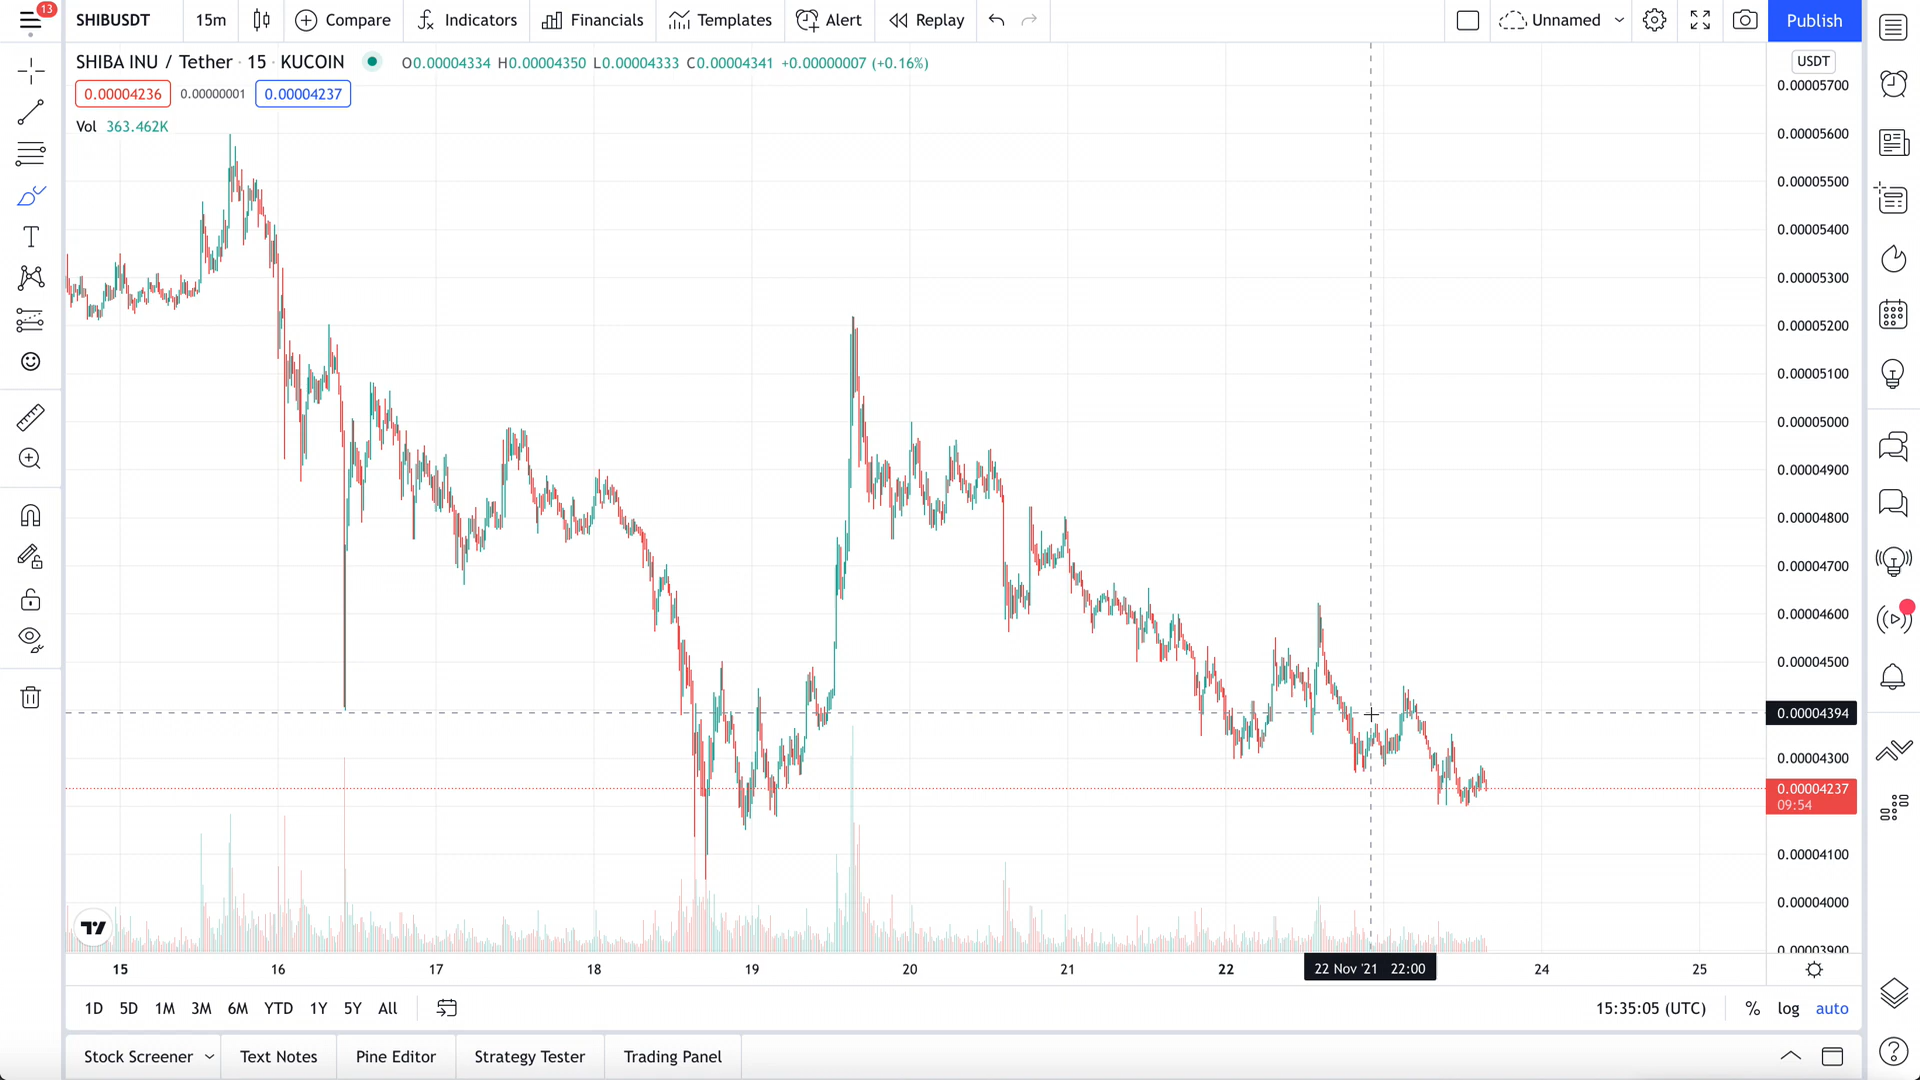 13
SHIBUSDT 15m Compare Indicators Financials Templates Alert Replay Unnamed Publish
SHIBA INU / Tether · 15 · KUCOIN O0.00004334 H0.00004350 L0.00004333 C0.00004341 +0.00000007 (+0.16%)
0.00004236 0.00000001 0.00004237
Vol 363.462K
USDT
0.00005700
0.00005600
0.00005500
0.00005400
0.00005300
0.00005200
0.00005100
0.00005000
0.00004900
0.00004800
0.00004700
0.00004600
0.00004500
0.00004394
0.00004300
0.00004237
09:54
0.00004100
0.00004000
0.00003900
15 16 17 18 19 20 21 22 22 Nov '21 22:00 24 25
1D 5D 1M 3M 6M YTD 1Y 5Y All 15:35:05 (UTC) % log auto
Stock Screener Text Notes Pine Editor Strategy Tester Trading Panel